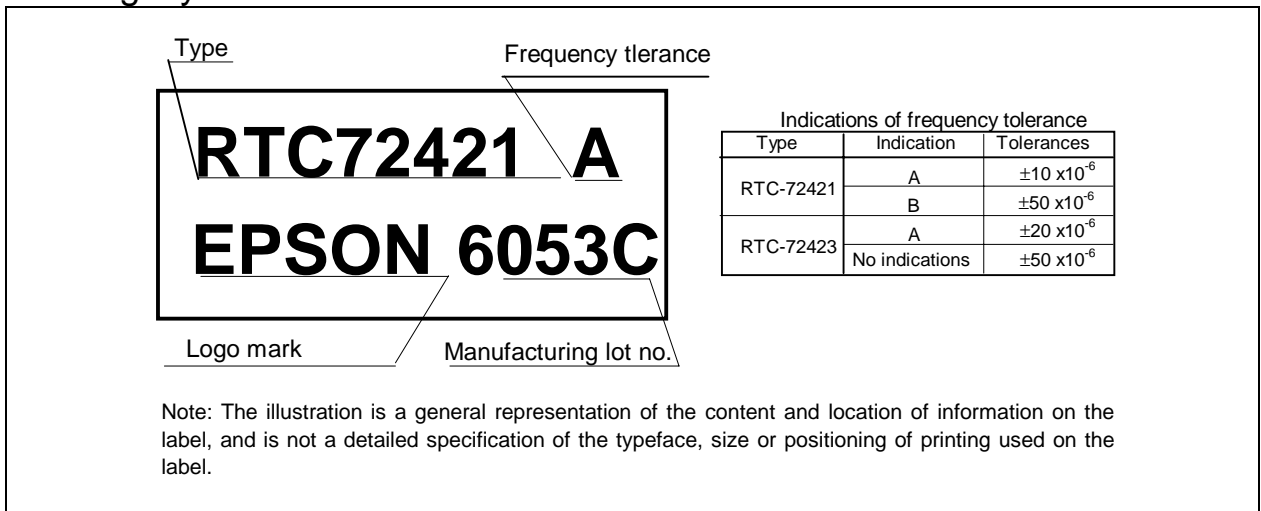 Type
Frequency tlerance
RTC72421 A
EPSON 6053C
Logo mark
Manufacturing lot no.
Indications of frequency tolerance
Type Indication Tolerances
RTC-72421 A ±10 x10-6
B ±50 x10-6
RTC-72423 A ±20 x10-6
No indications ±50 x10-6
Note: The illustration is a general representation of the content and location of information on the
label, and is not a detailed specification of the typeface, size or positioning of printing used on the
label.